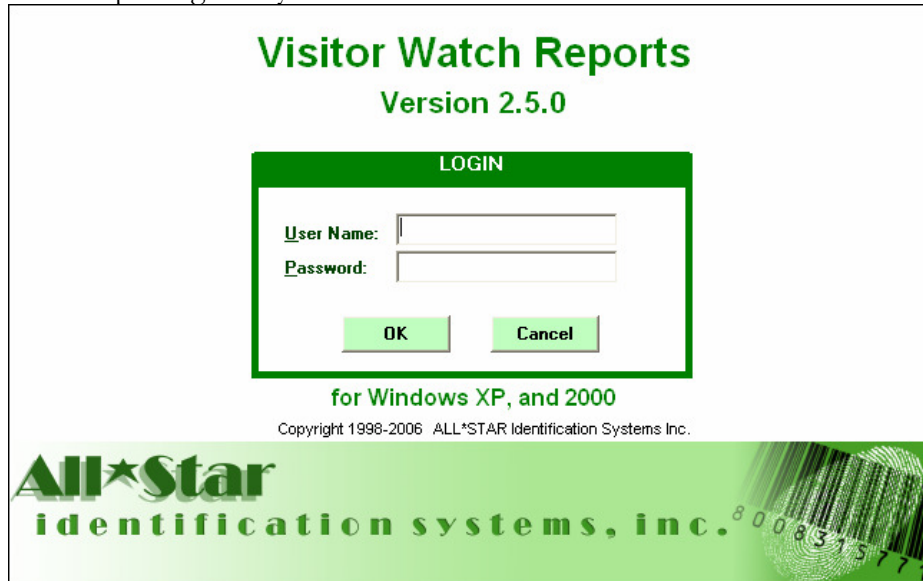 Visitor Watch Reports
Version 2.5.0
LOGIN
User Name:
Password:
OK Cancel
for Windows XP, and 2000
Copyright 1998-2006 ALL*STAR Identification Systems Inc.
All★Star
identification systems, inc.